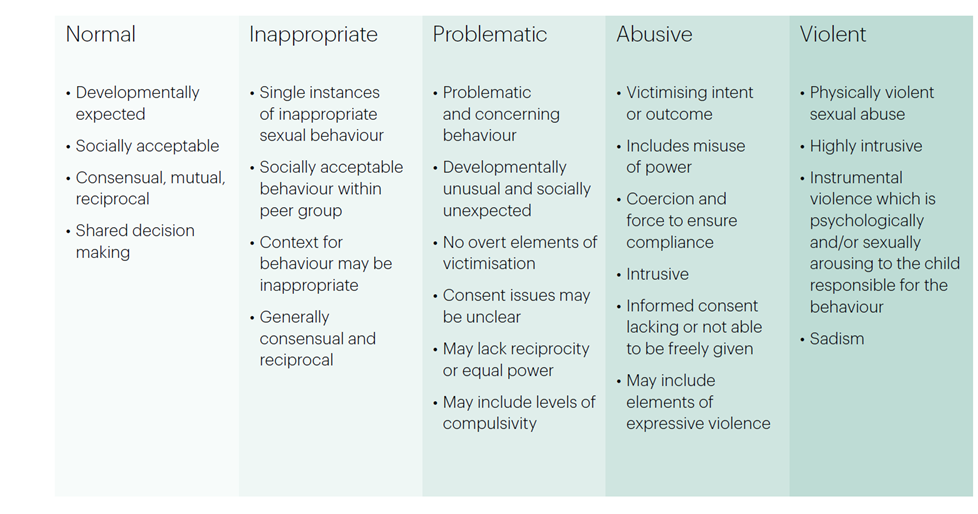 Normal
• Developmentally
expected
• Socially acceptable
• Consensual, mutual,
reciprocal
• Shared decision
making
Inappropriate
• Single instances
of inappropriate
sexual behaviour
• Socially acceptable
behaviour within
peer group
• Context for
behaviour may be
inappropriate
• Generally
consensual and
reciprocal
Problematic
• Problematic
and concerning
behaviour
• Developmentally
unusual and socially
unexpected
• No overt elements of
victimisation
• Consent issues may
be unclear
• May lack reciprocity
or equal power
• May include levels of
compulsivity
Abusive
• Victimising intent
or outcome
• Includes misuse
of power
• Coercion and
force to ensure
compliance
• Intrusive
• Informed consent
lacking or not able
to be freely given
• May include
elements of
expressive violence
Violent
• Physically violent
sexual abuse
• Highly intrusive
• Instrumental
violence which is
psychologically
and/or sexually
arousing to the child
responsible for the
behaviour
• Sadism